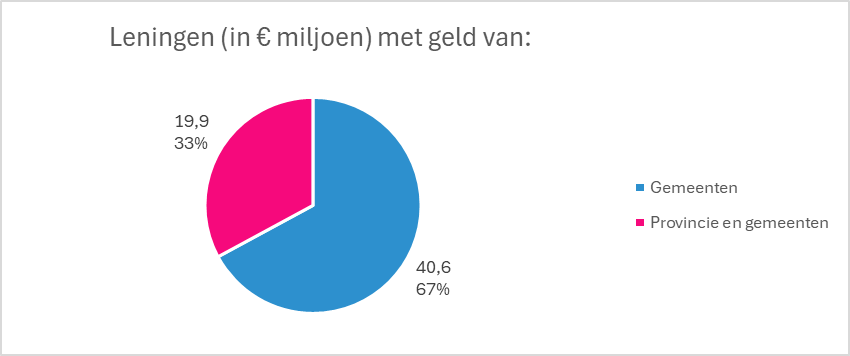 Leningen (in € miljoen) met geld van:
19,9
33%
40,6
67%
Gemeenten
Provincie en gemeenten